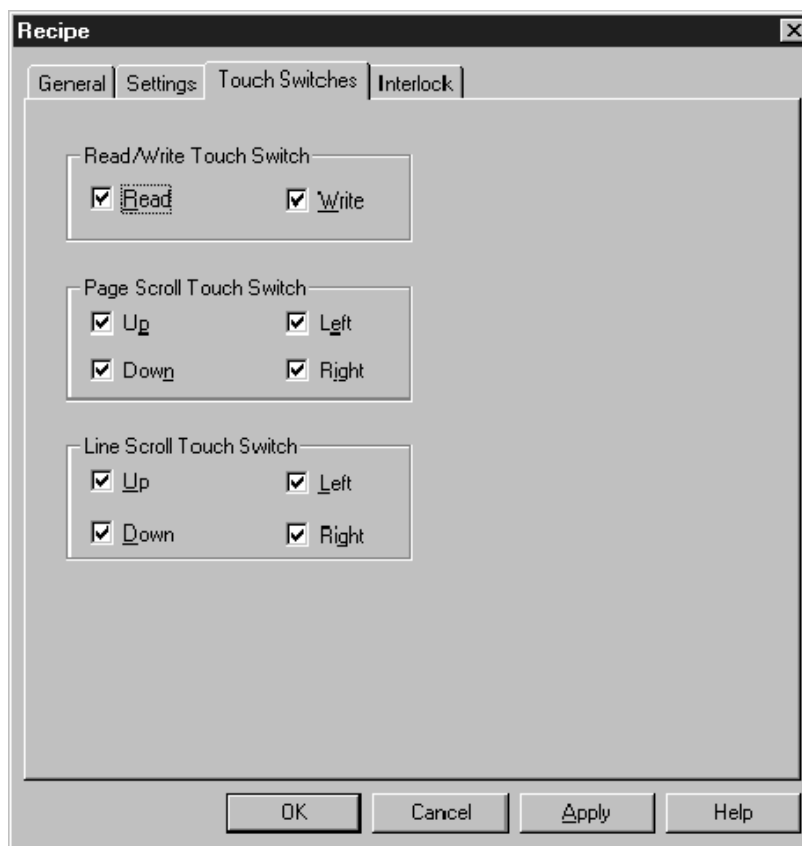 Recipe
General Settings Touch Switches Interlock
Read/Write Touch Switch
Read Write
Page Scroll Touch Switch
Up Left
Down Right
Line Scroll Touch Switch
Up Left
Down Right
OK Cancel Apply Help